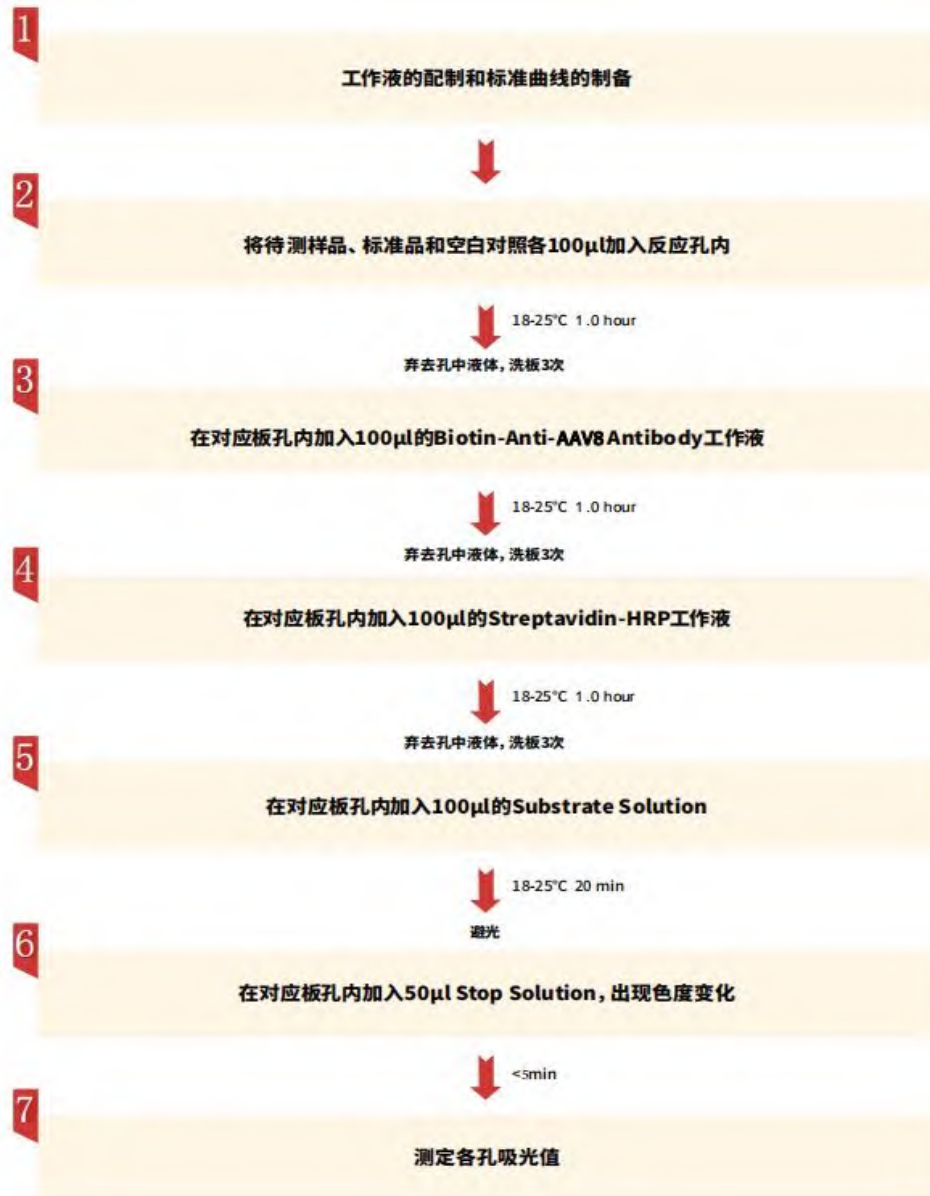 1
工作液的配制和标准曲线的制备
2
将待测样品、标准品和空白对照各100μl加入反应孔内
18-25℃ 1.0 hour
弃去孔中液体，洗板3次
3
在对应板孔内加入100μl的Biotin-Anti-AAV8 Antibody工作液
18-25℃ 1.0 hour
弃去孔中液体，洗板3次
4
在对应板孔内加入100μl的Streptavidin-HRP工作液
18-25℃ 1.0 hour
弃去孔中液体，洗板3次
5
在对应板孔内加入100μl的Substrate Solution
18-25℃ 20 min
避光
6
在对应板孔内加入50μl Stop Solution，出现色度变化
<5min
7
测定各孔吸光值